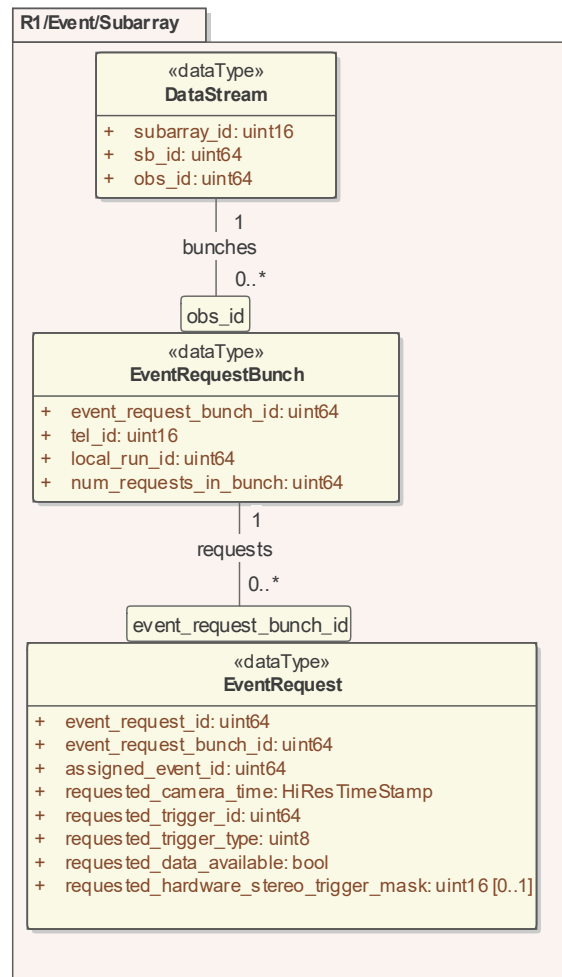 R1/Event/Subarray
«dataType»
DataStream
+ subarray_id: uint16
+ sb_id: uint64
+ obs_id: uint64
1
bunches
0..*
obs_id
«dataType»
EventRequestBunch
+ event_request_bunch_id: uint64
+ tel_id: uint16
+ local_run_id: uint64
+ num_requests_in_bunch: uint64
1
requests
0..*
event_request_bunch_id
«dataType»
EventRequest
+ event_request_id: uint64
+ event_request_bunch_id: uint64
+ assigned_event_id: uint64
+ requested_camera_time: HiResTimeStamp
+ requested_trigger_id: uint64
+ requested_trigger_type: uint8
+ requested_data_available: bool
+ requested_hardware_stereo_trigger_mask: uint16 [0..1]